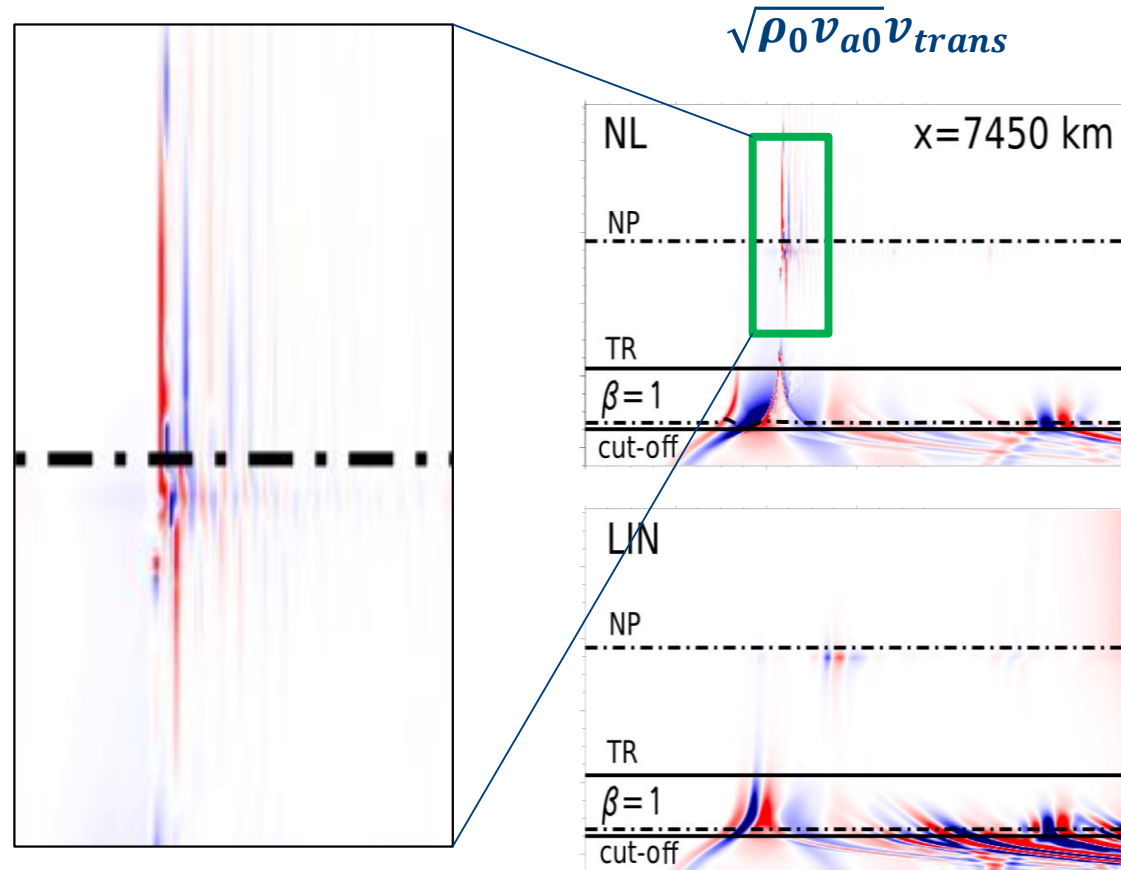 √ρ₀v_{a0}v_{trans}
NL x=7450 km
NP
TR
β=1
cut-off
LIN
NP
TR
β=1
cut-off